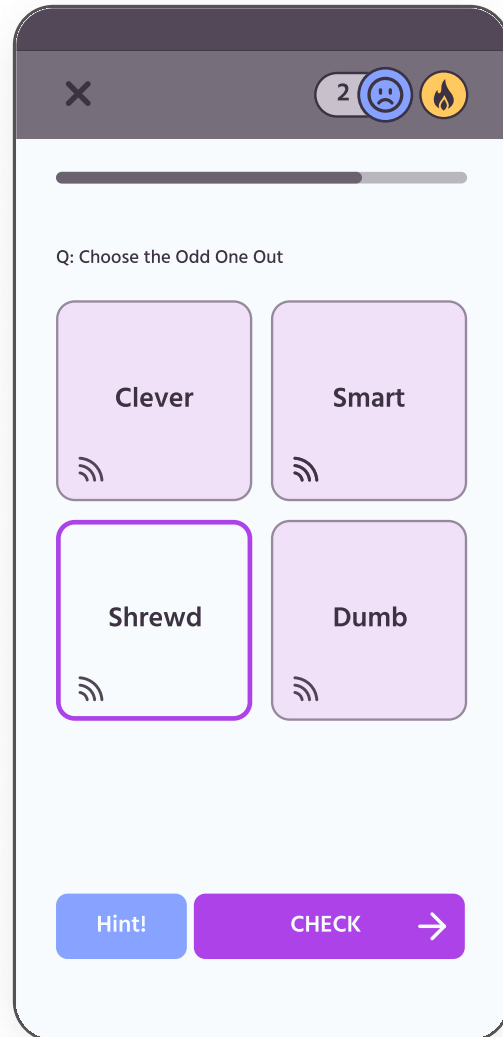 2
Q: Choose the Odd One Out
Clever
Smart
Shrewd
Dumb
Hint!
CHECK